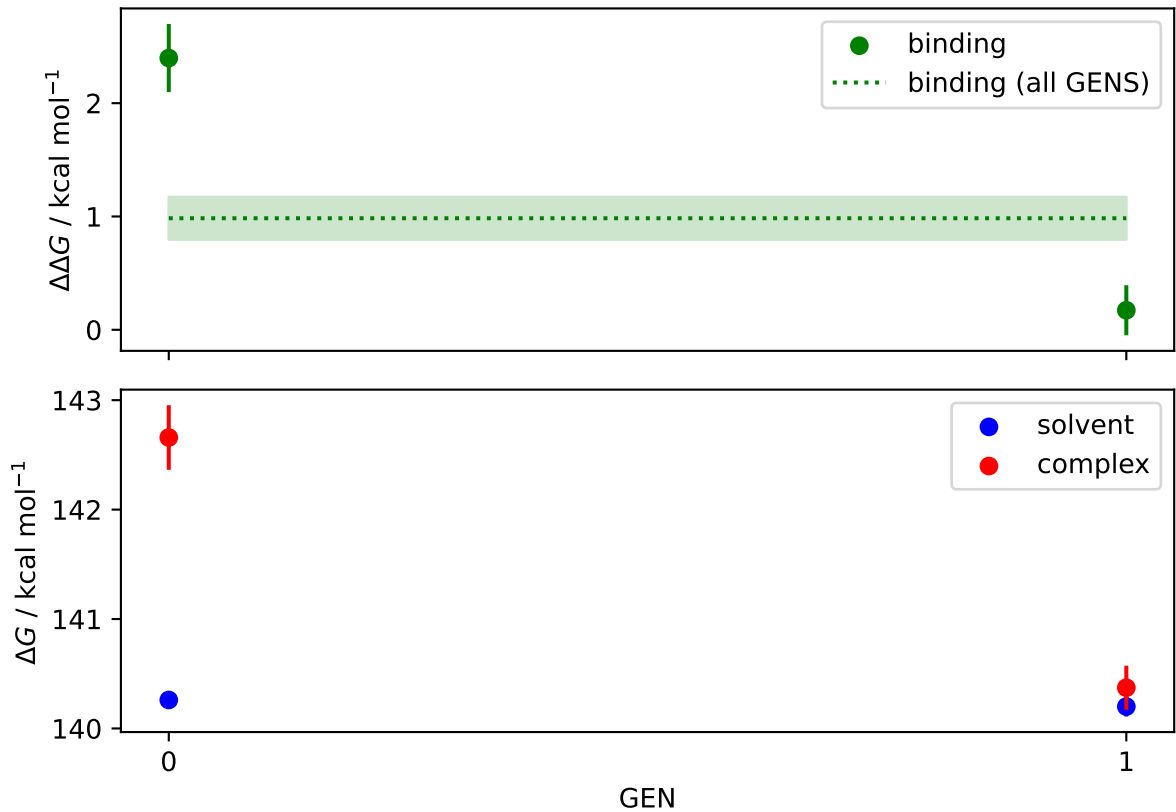 ΔΔG / kcal mol⁻¹
2
1
0
binding
binding (all GENS)
ΔG / kcal mol⁻¹
143
142
141
140
solvent
complex
0 1
GEN